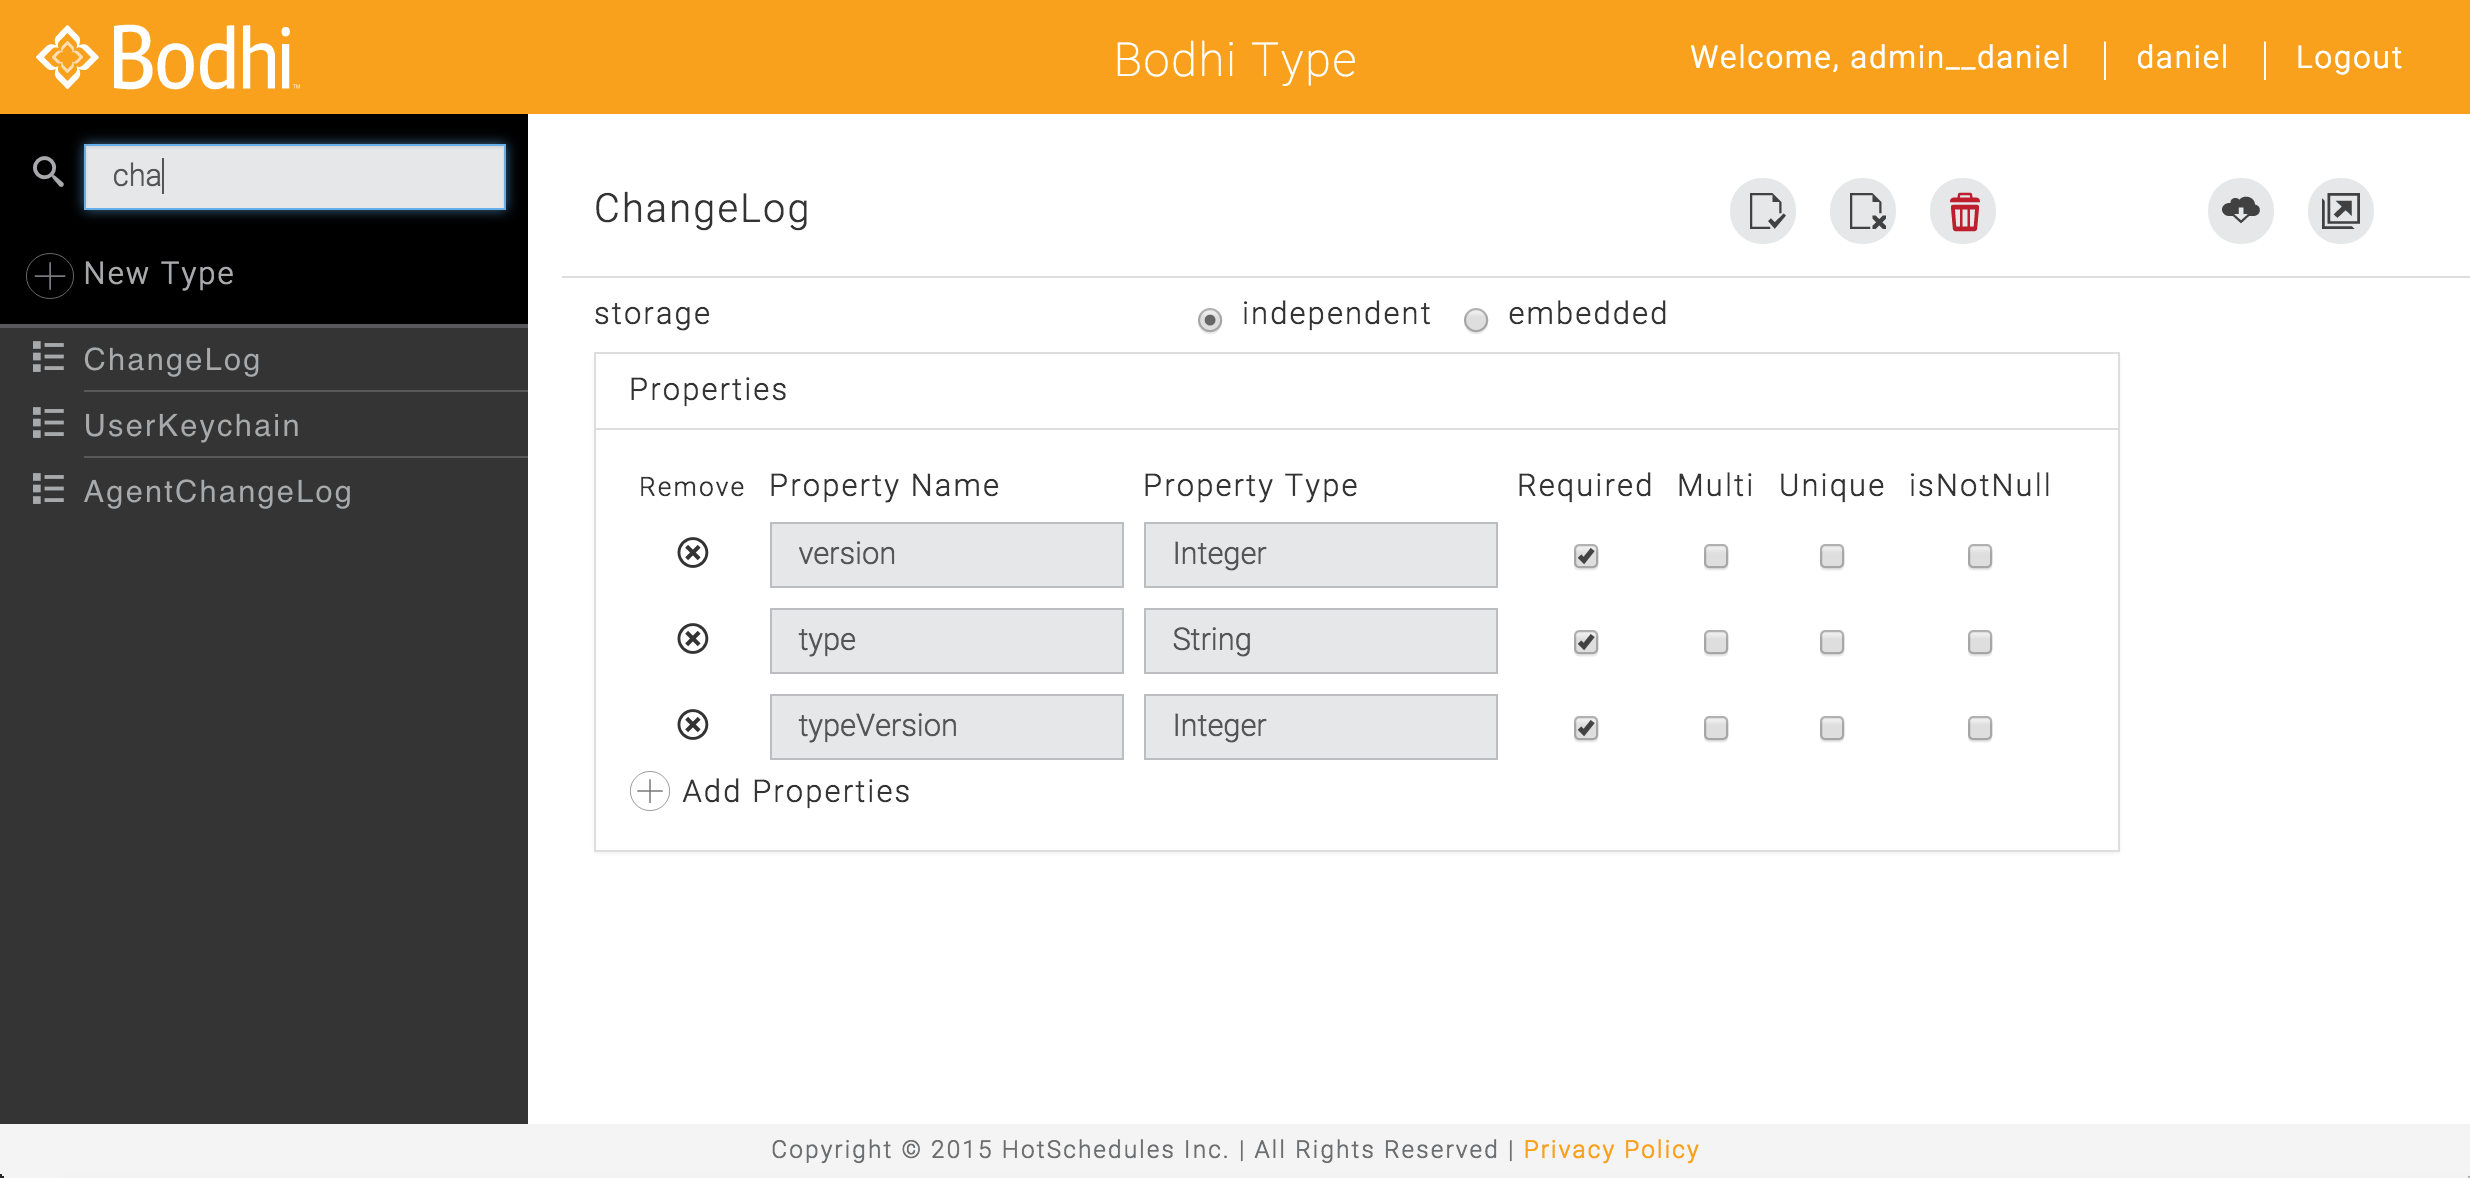 Bodhi™
Bodhi Type
Welcome, admin__daniel | daniel | Logout
cha
New Type
ChangeLog
UserKeychain
AgentChangeLog
ChangeLog
storage independent embedded
Properties
Remove Property Name Property Type Required Multi Unique isNotNull
version Integer
type String
typeVersion Integer
Add Properties
Copyright © 2015 HotSchedules Inc. | All Rights Reserved | Privacy Policy